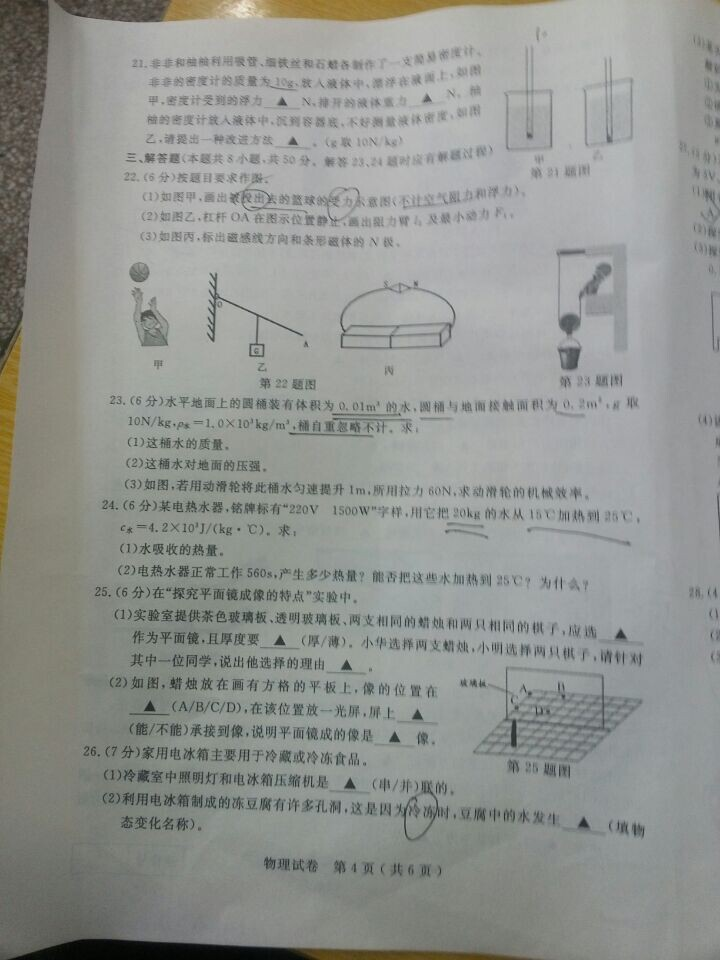 21.非非和柚柚利用吸管、细铁丝和石蜡各制作了一支简易密度计,
非非的密度计的质量为10g,放入液体中,漂浮在液面上,如图
甲,密度计受到的浮力 ▲ N,排开的液体重力 ▲ N。柚
柚的密度计放入液体中,沉到容器底,不好测量液体密度,如图
乙,请提出一种改进方法 ▲ 。(g取10N/kg)
甲 乙
第21题图
三、解答题(本题共8小题,共50分。解答23、24题时应有解题过程)
22.(6分)按题目要求作图。
(1)如图甲,画出被投出去的篮球的受力示意图(不计空气阻力和浮力)。
(2)如图乙,杠杆OA在图示位置静止,画出阻力臂l₂及最小动力F₁。
(3)如图丙,标出磁感线方向和条形磁体的N极。
O
G
A
S N
甲 乙 丙
第22题图
第23题图
23.(6分)水平地面上的圆桶装有体积为0.01m³的水,圆桶与地面接触面积为0.2m²,g取
10N/kg,ρ水=1.0×10³kg/m³,桶自重忽略不计。求:
(1)这桶水的质量。
(2)这桶水对地面的压强。
(3)如图,若用动滑轮将此桶水匀速提升1m,所用拉力60N,求动滑轮的机械效率。
24.(6分)某电热水器,铭牌标有“220V 1500W”字样,用它把20kg的水从15℃加热到25℃,
c水=4.2×10³J/(kg·℃)。求:
(1)水吸收的热量。
(2)电热水器正常工作560s,产生多少热量?能否把这些水加热到25℃?为什么?
25.(6分)在“探究平面镜成像的特点”实验中。
(1)实验室提供茶色玻璃板、透明玻璃板、两支相同的蜡烛和两只相同的棋子,应选 ▲
作为平面镜,且厚度要 ▲ (厚/薄)。小华选择两支蜡烛,小明选择两只棋子,请针对
其中一位同学,说出他选择的理由 ▲ 。
(2)如图,蜡烛放在画有方格的平板上,像的位置在
▲ (A/B/C/D),在该位置放一光屏,屏上 ▲
(能/不能)承接到像,说明平面镜成的像是 ▲ 像。
玻璃板
A B
C D
第25题图
26.(7分)家用电冰箱主要用于冷藏或冷冻食品。
(1)冷藏室中照明灯和电冰箱压缩机是 ▲ (串/并)联的。
(2)利用电冰箱制成的冻豆腐有许多孔洞,这是因为冷冻时,豆腐中的水发生 ▲ (填物
态变化名称)。
物理试卷 第4页(共6页)
28.(4